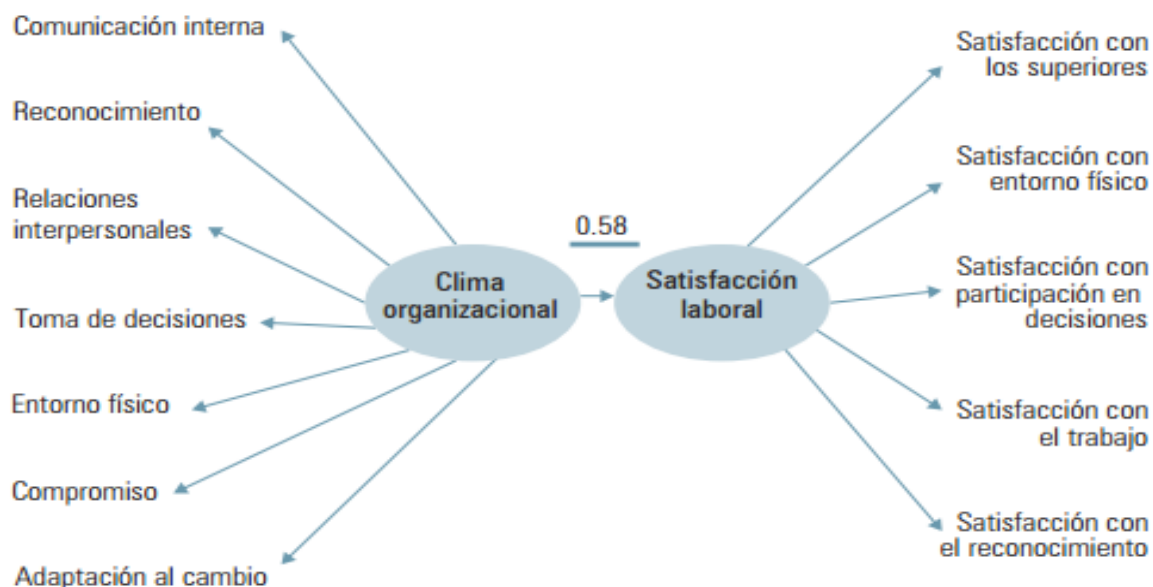 Comunicación interna
Reconocimiento
Relaciones
interpersonales
Toma de decisiones
Entorno físico
Compromiso
Adaptación al cambio
Clima
organizacional
0.58
Satisfacción
laboral
Satisfacción con
los superiores
Satisfacción con
entorno físico
Satisfacción con
participación en
decisiones
Satisfacción con
el trabajo
Satisfacción con
el reconocimiento